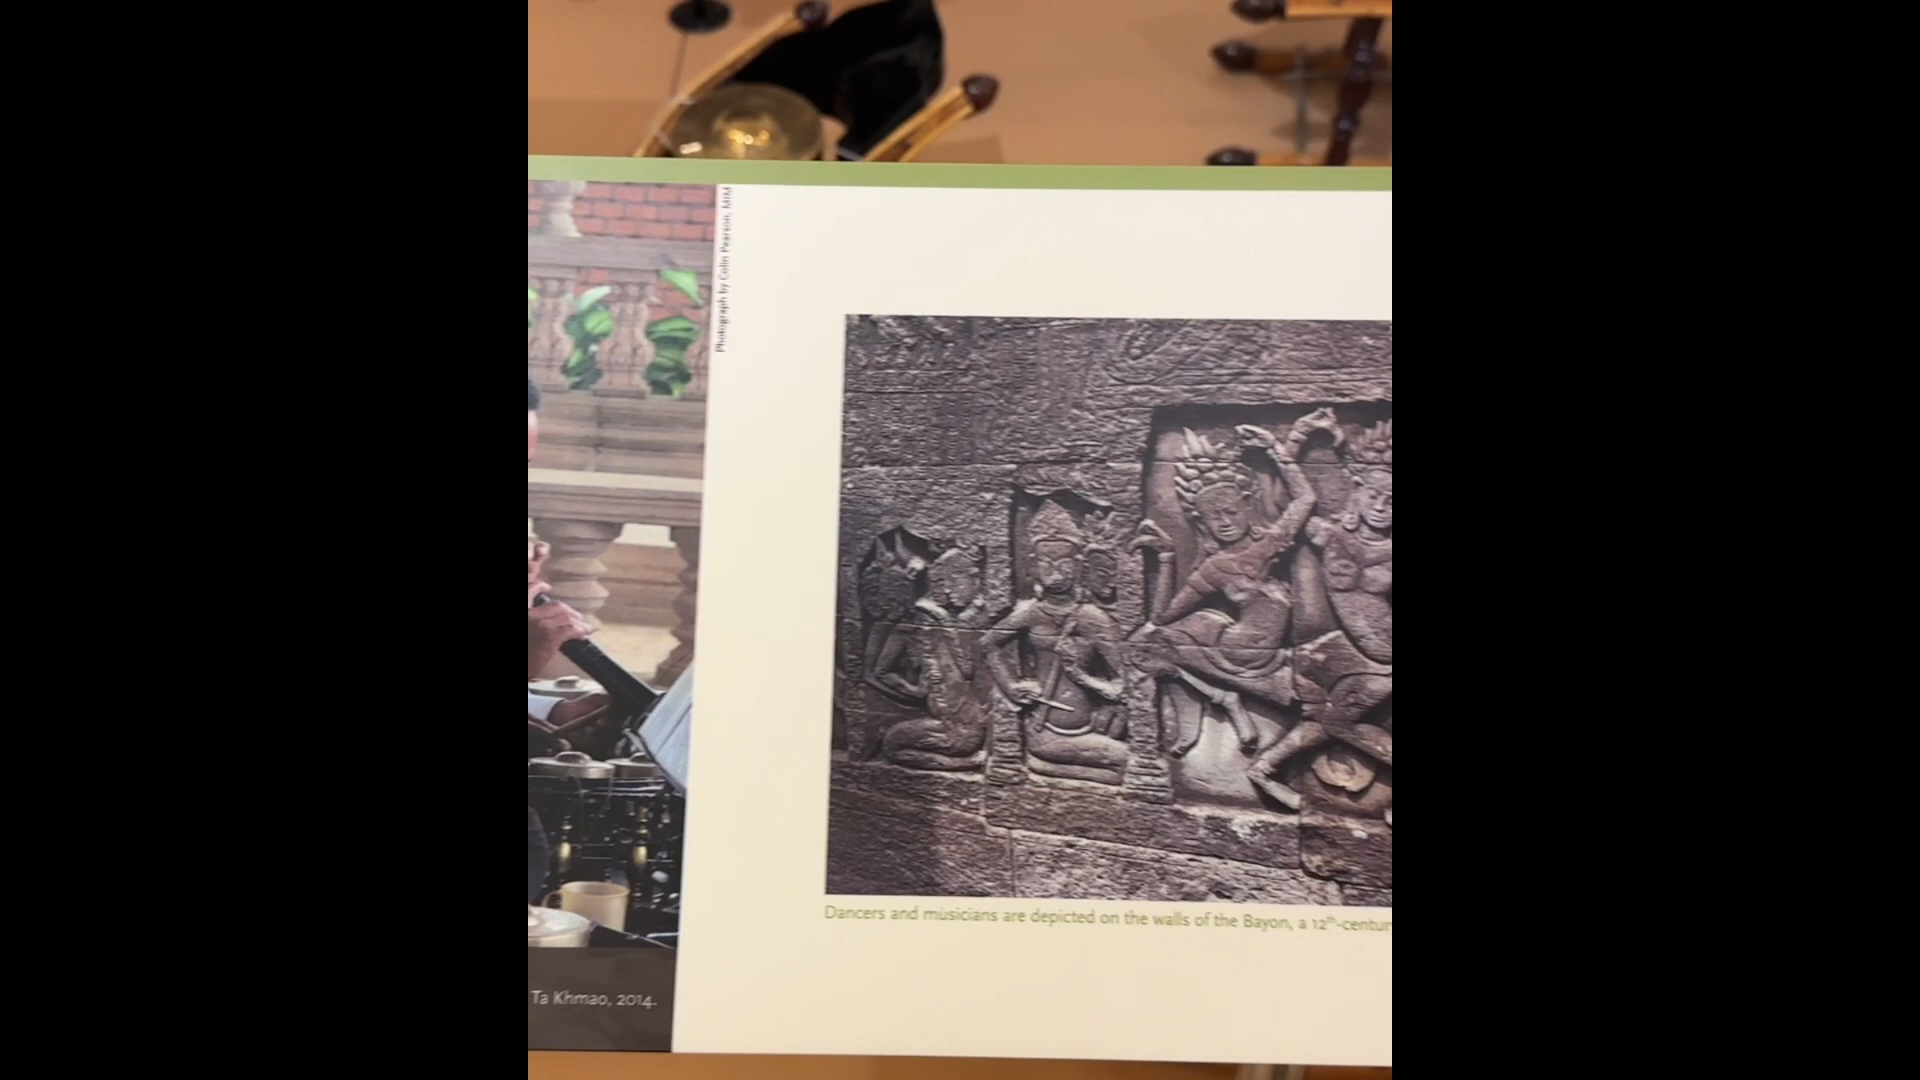 Photograph by Colin Pearson, MIM
Dancers and musicians are depicted on the walls of the Bayon, a 12th-centur
Ta Khmao, 2014.